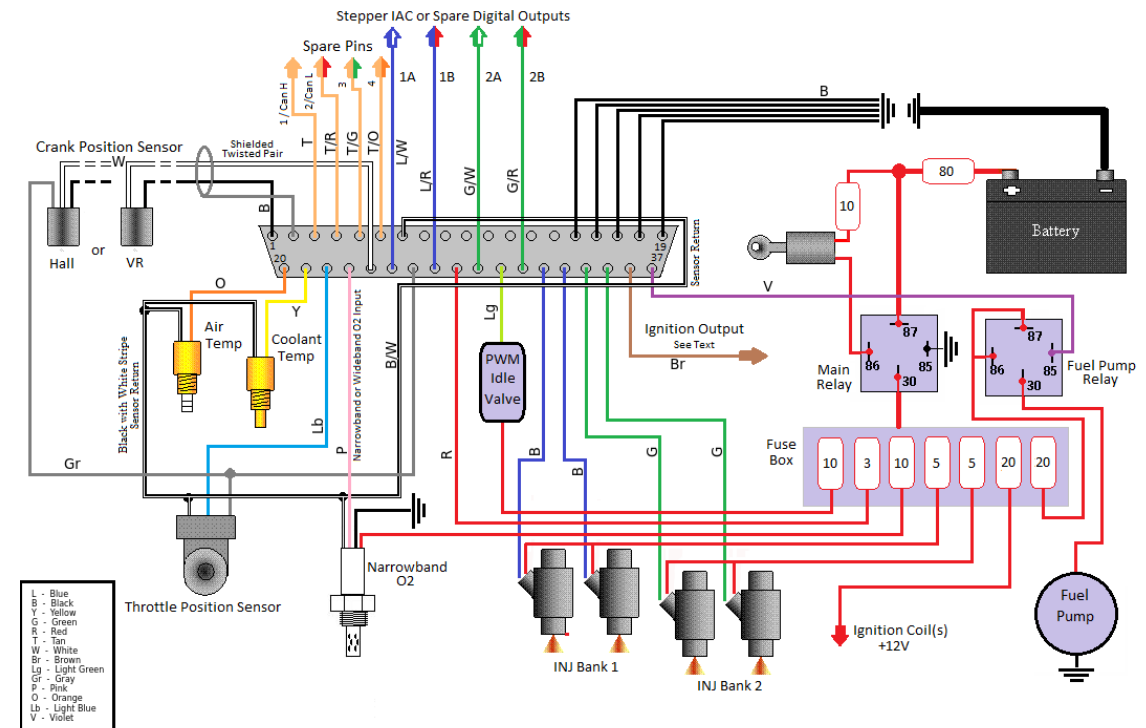 Stepper IAC or Spare Digital Outputs
Spare Pins
1 / Can H
2/Can L
3
4
1A
1B
2A
2B
B
T
T/R
T/G
T/O
L/W
L/R
G/W
G/R
Crank Position Sensor
W
Shielded
Twisted Pair
B
Hall
or
VR
1
20
19
37
Sensor Return
80
10
Battery
V
O
Y
Air
Temp
Coolant
Temp
Black with White Stripe
Sensor Return
Lb
Gr
P
Narrowband or Wideband O2 Input
B/W
R
Lg
PWM
Idle
Valve
Ignition Output
See Text
Br
B
B
G
G
87
86
85
30
Main
Relay
87
86
85
30
Fuel Pump
Relay
Fuse
Box
10
3
10
5
5
20
20
Throttle Position Sensor
Narrowband
O2
INJ Bank 1
INJ Bank 2
Ignition Coil(s)
+12V
Fuel
Pump
L - Blue
B - Black
Y - Yellow
G - Green
R - Red
T - Tan
W - White
Br - Brown
Lg - Light Green
Gr - Gray
P - Pink
O - Orange
Lb - Light Blue
V - Violet